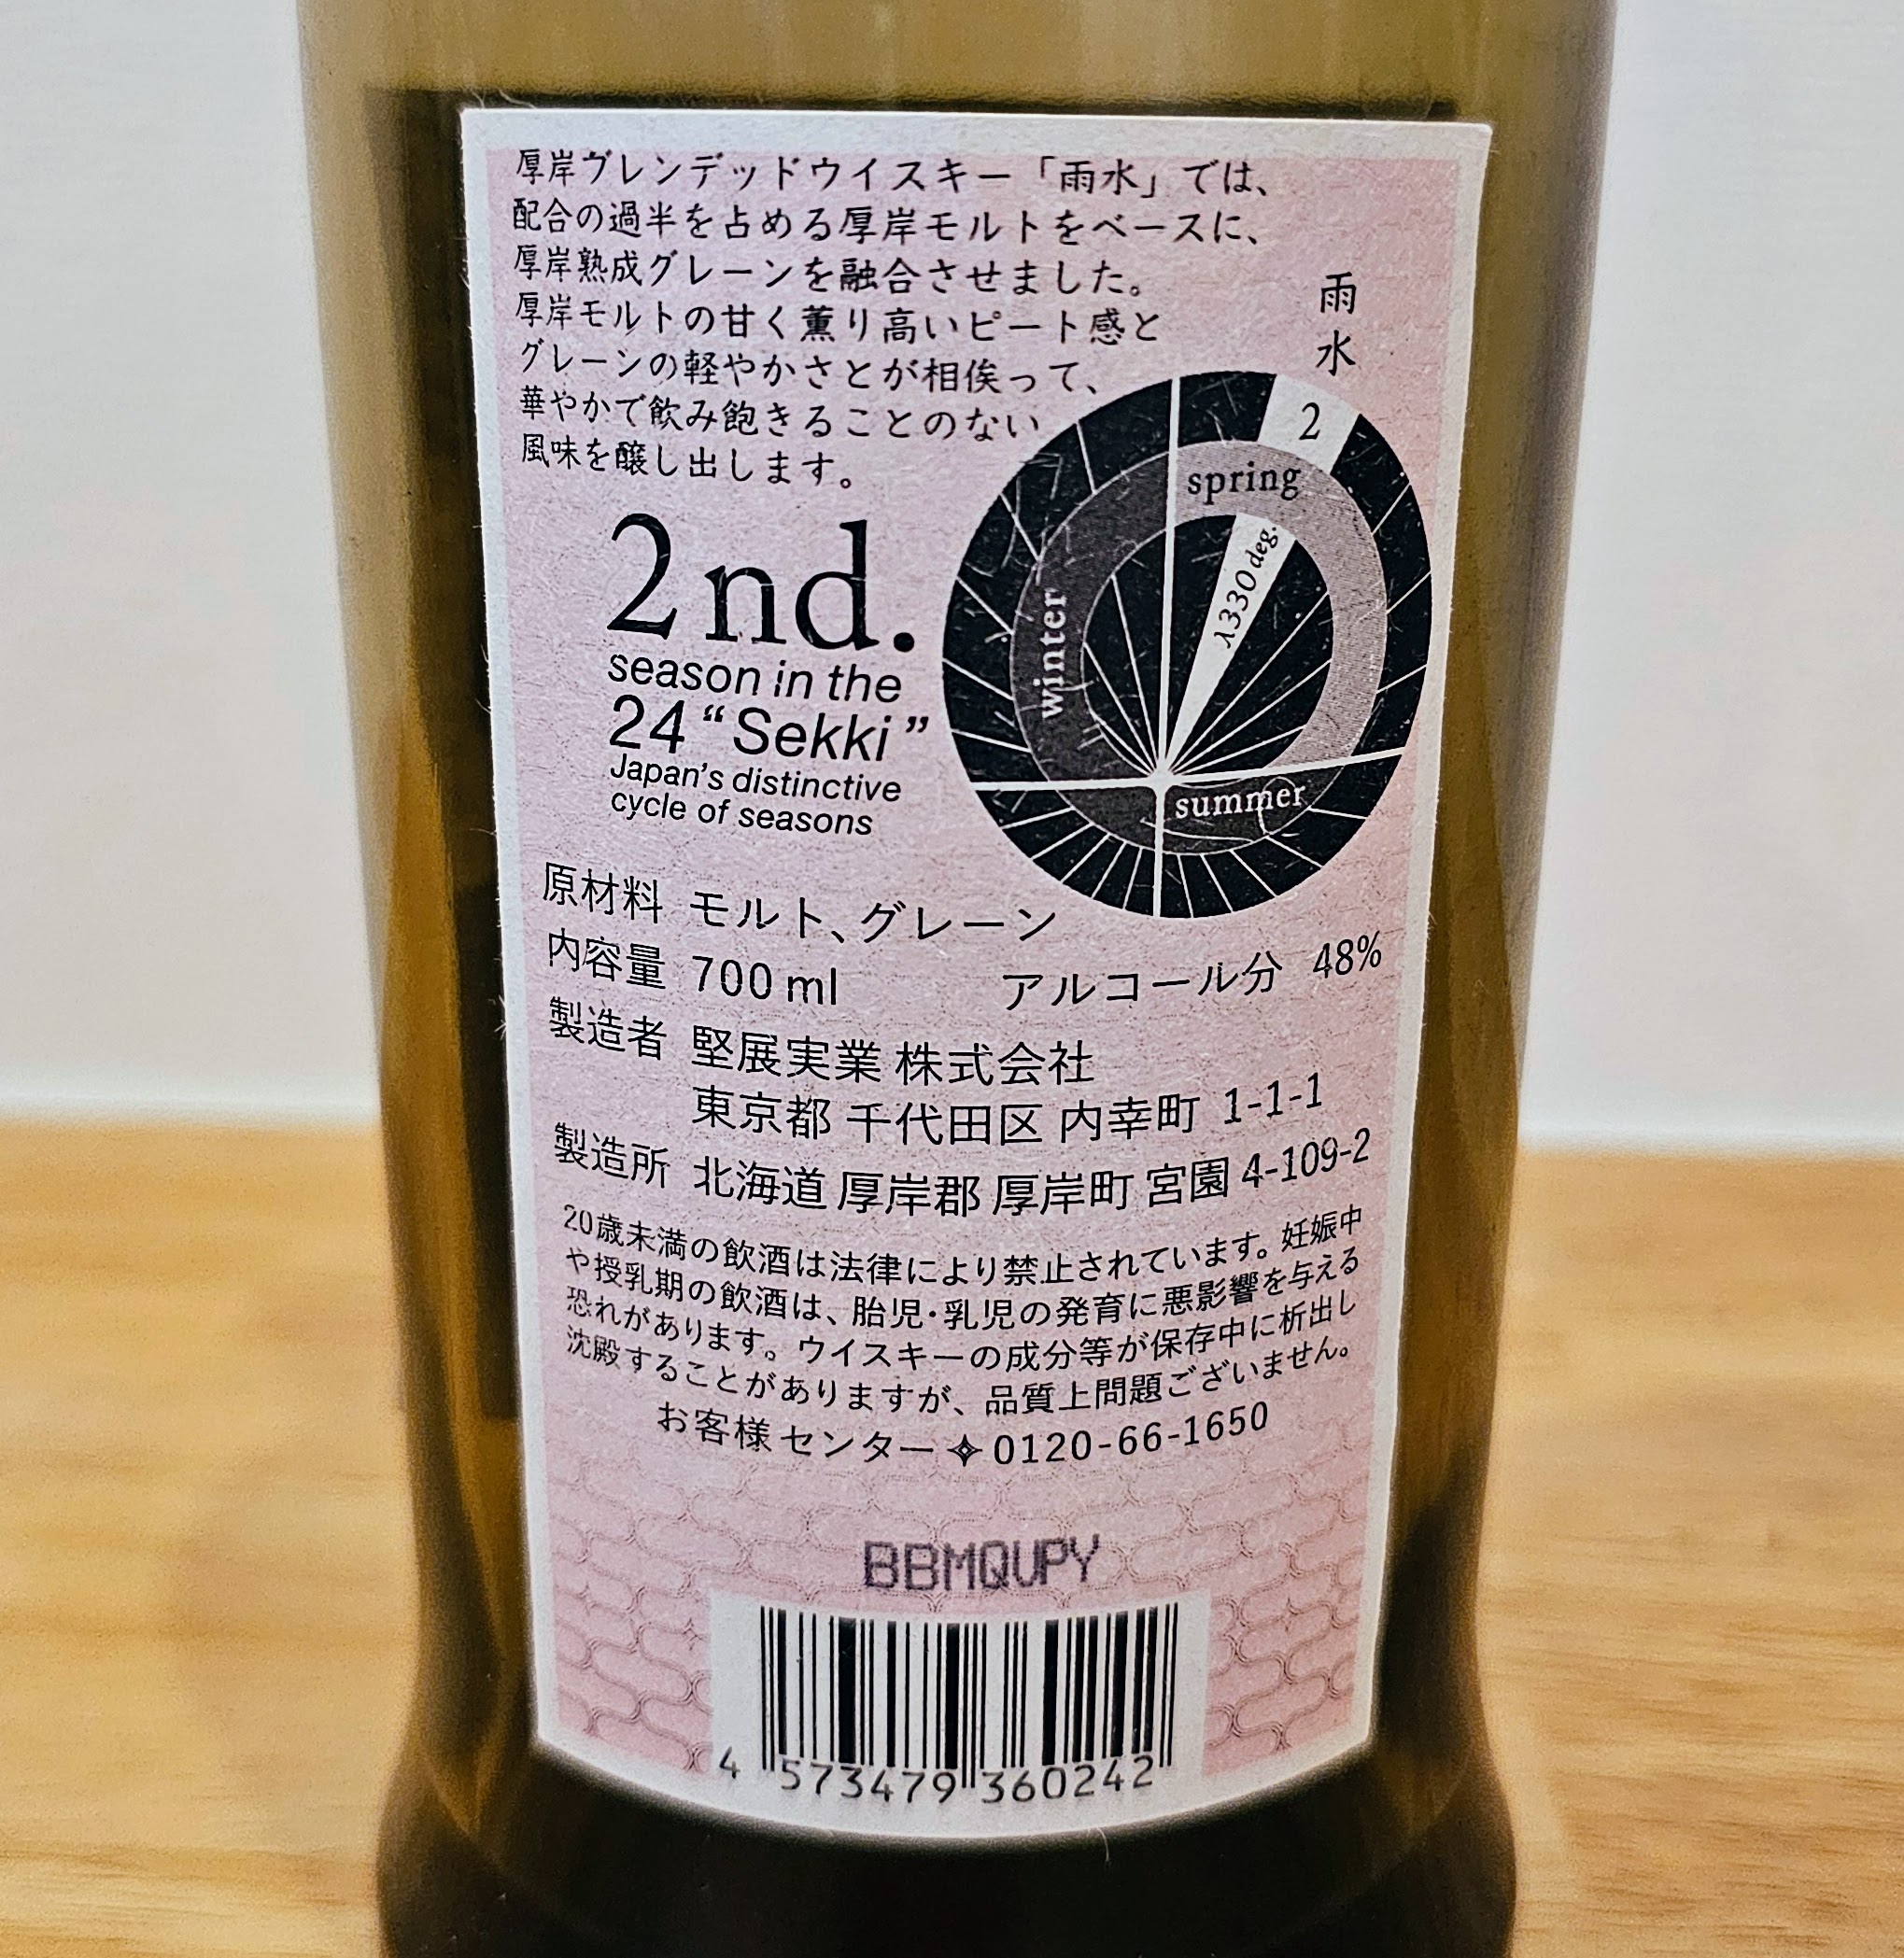 厚岸ブレンデッドウイスキー「雨水」では、
配合の過半を占める厚岸モルトをベースに、
厚岸熟成グレーンを融合させました。
厚岸モルトの甘く薫り高いピート感と
グレーンの軽やかさとが相俟って、
華やかで飲み飽きることのない
風味を醸し出します。
雨水
2
spring
λ330deg.
winter
summer
2nd.
season in the
24 “Sekki”
Japan's distinctive
cycle of seasons
原材料 モルト、グレーン
内容量 700ml アルコール分 48%
製造者 堅展実業 株式会社
東京都 千代田区 内幸町 1-1-1
製造所 北海道 厚岸郡 厚岸町 宮園 4-109-2
20歳未満の飲酒は法律により禁止されています。妊娠中
や授乳期の飲酒は、胎児・乳児の発育に悪影響を与える
恐れがあります。ウイスキーの成分等が保存中に析出し
沈殿することがありますが、品質上問題ございません。
お客様センター✧0120-66-1650
BBMQUPY
4 573479 360242